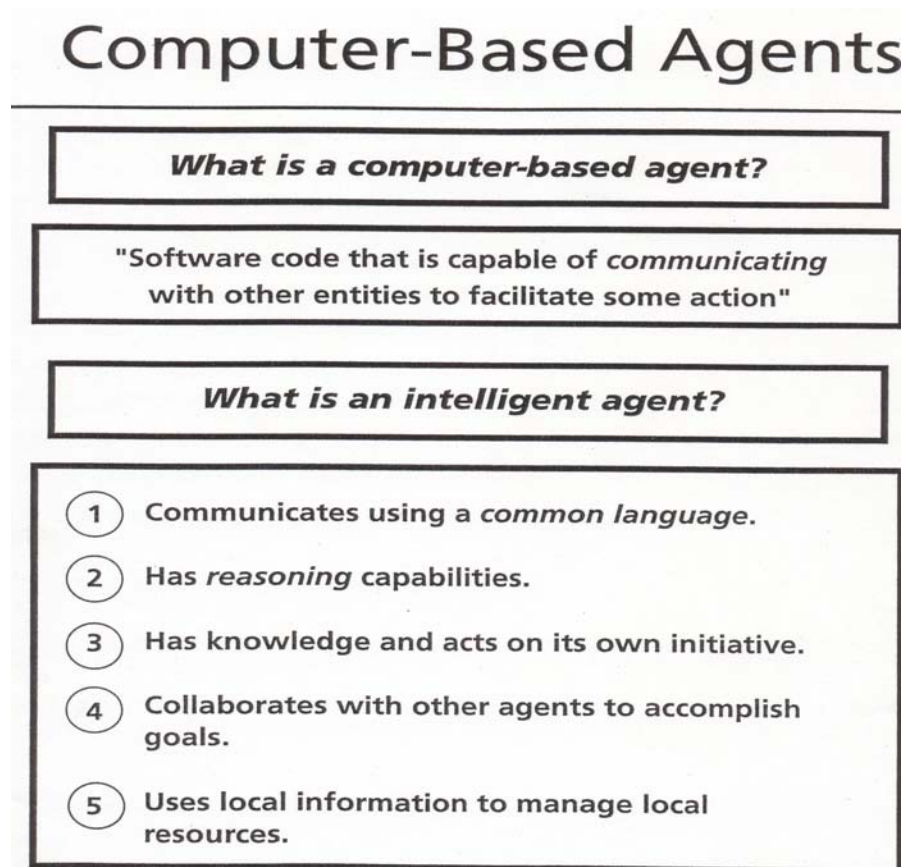 Computer-Based Agents
What is a computer-based agent?
"Software code that is capable of communicating
with other entities to facilitate some action"
What is an intelligent agent?
1 Communicates using a common language.
2 Has reasoning capabilities.
3 Has knowledge and acts on its own initiative.
4 Collaborates with other agents to accomplish
goals.
5 Uses local information to manage local
resources.